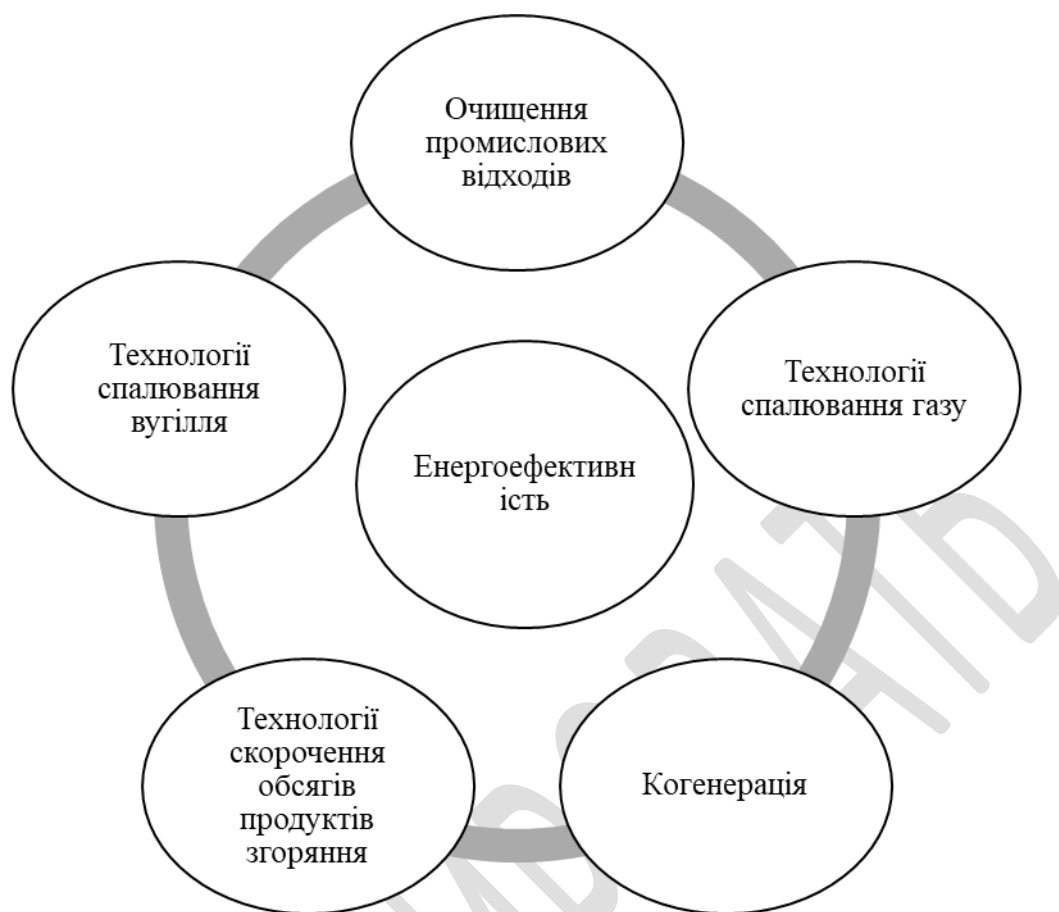 Очищення
промислових
відходів
Технології
спалювання
вугілля
Технології
спалювання газу
Енергоефективн
ість
Технології
скорочення
обсягів
продуктів
згоряння
Когенерація